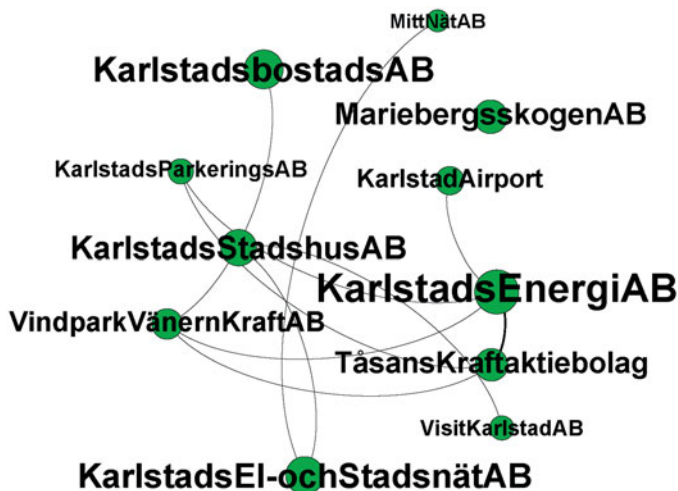 MittNätAB
KarlstadsbostadsAB
MariebergsskogenAB
KarlstadsParkeringsAB
KarlstadAirport
KarlstadsStadshusAB
KarlstadsEnergiAB
VindparkVänernKraftAB
TåsansKraftaktiebolag
VisitKarlstadAB
KarlstadsEl-ochStadsnätAB